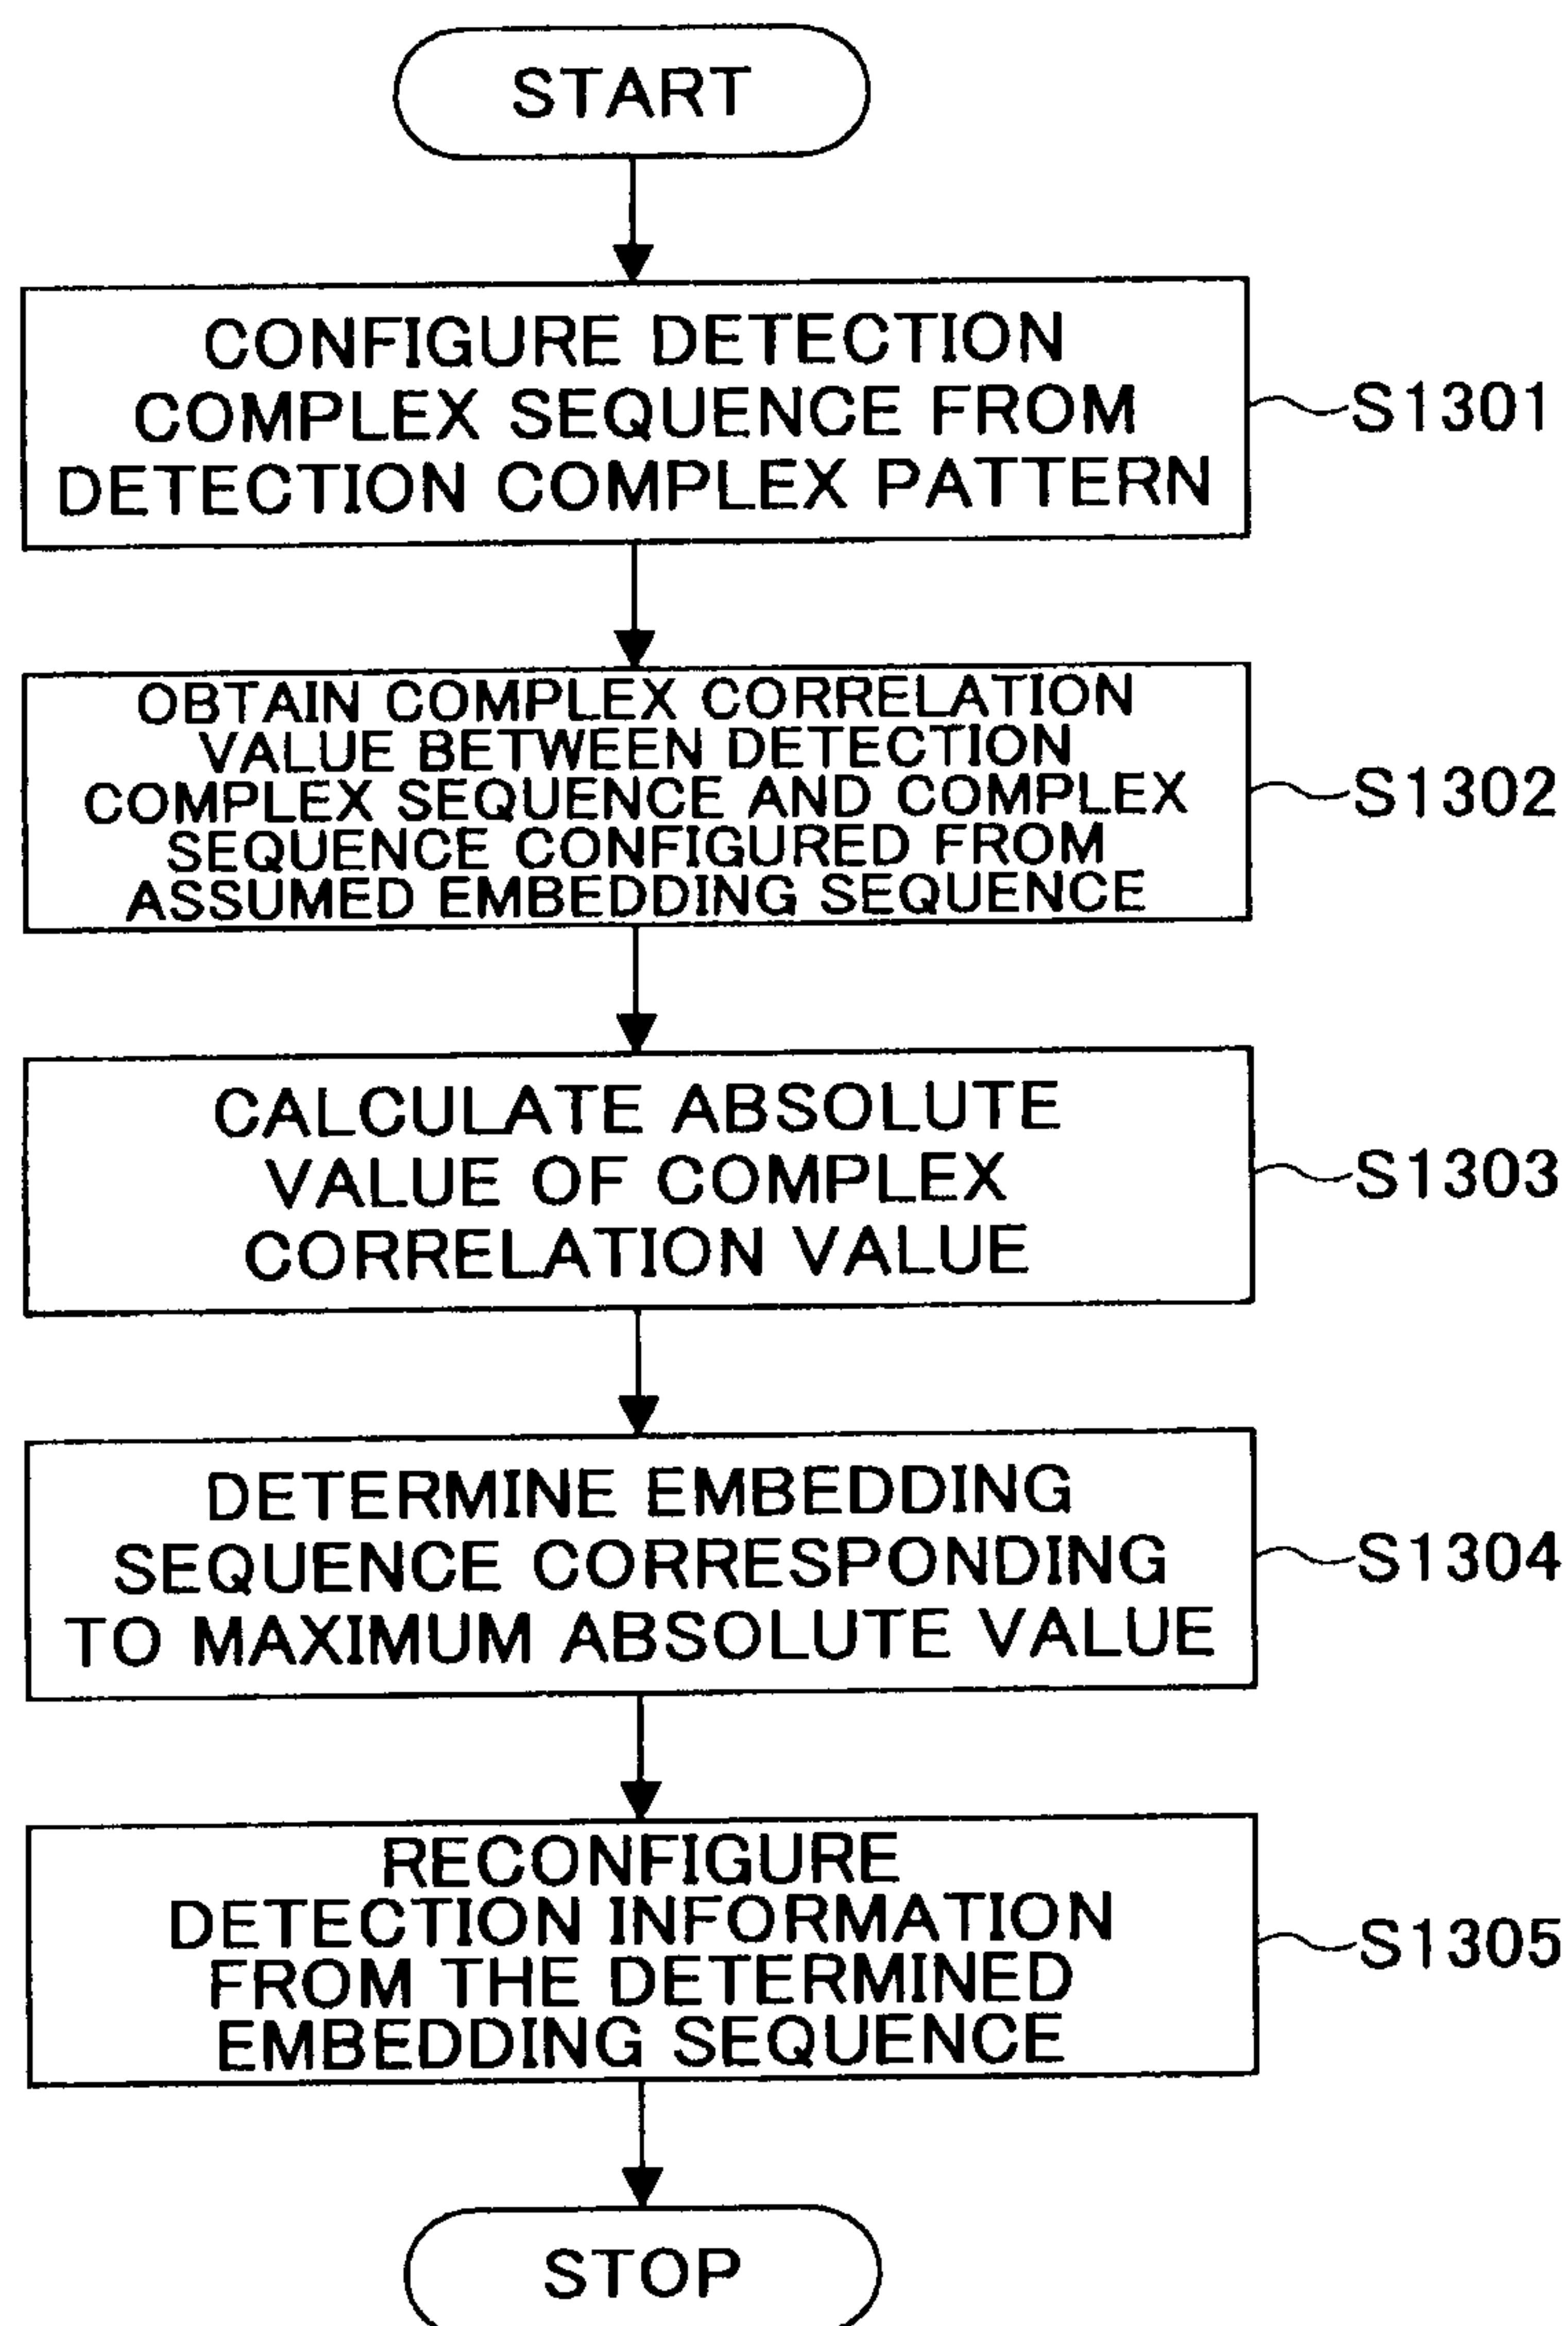 START
CONFIGURE DETECTION
COMPLEX SEQUENCE FROM
DETECTION COMPLEX PATTERN
S1301
OBTAIN COMPLEX CORRELATION
VALUE BETWEEN DETECTION
COMPLEX SEQUENCE AND COMPLEX
SEQUENCE CONFIGURED FROM
ASSUMED EMBEDDING SEQUENCE
S1302
CALCULATE ABSOLUTE
VALUE OF COMPLEX
CORRELATION VALUE
S1303
DETERMINE EMBEDDING
SEQUENCE CORRESPONDING
TO MAXIMUM ABSOLUTE VALUE
S1304
RECONFIGURE
DETECTION INFORMATION
FROM THE DETERMINED
EMBEDDING SEQUENCE
S1305
STOP